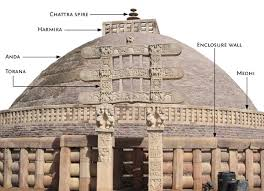 Chattra spire
Harmika
Enclosure wall
Anda
Torana
Medhi